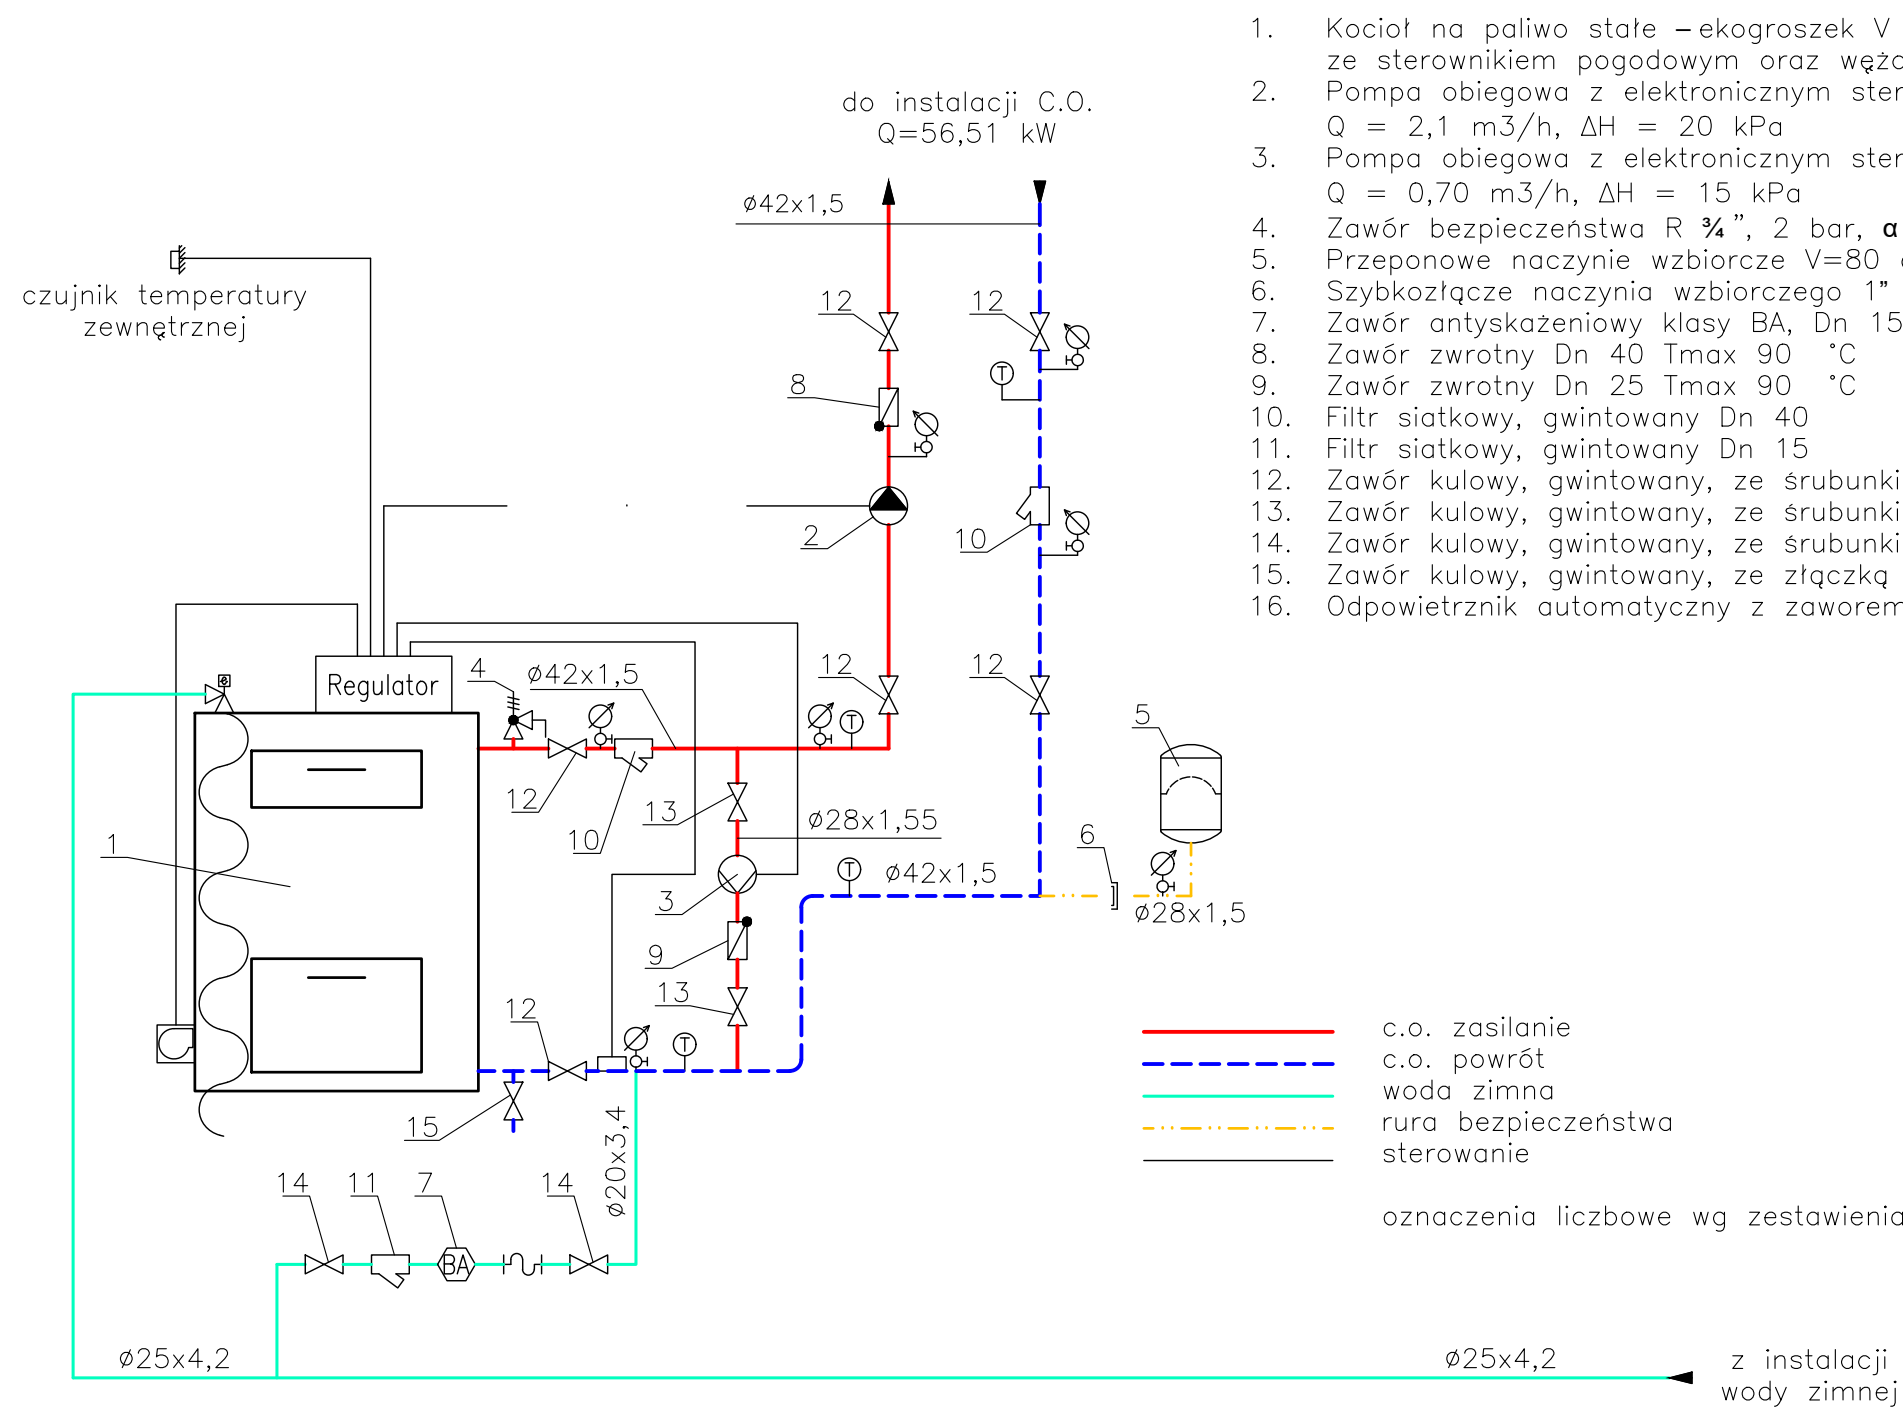 1. Kocioł na paliwo stałe – ekogroszek V
ze sterownikiem pogodowym oraz
2. Pompa obiegowa z elektronicznym
Q = 2,1 m3/h, ΔH = 20 kPa
3. Pompa obiegowa z elektronicznym
Q = 0,70 m3/h, ΔH = 15 kPa
4. Zawór bezpieczeństwa R ¾", 2 bar, α
5. Przeponowe naczynie wzbiorcze V=80
6. Szybkozłącze naczynia wzbiorczego 1"
7. Zawór antyskażeniowy klasy BA, Dn 15
8. Zawór zwrotny Dn 40 Tmax 90 °C
9. Zawór zwrotny Dn 25 Tmax 90 °C
10. Filtr siatkowy, gwintowany Dn 40
11. Filtr siatkowy, gwintowany Dn 15
12. Zawór kulowy, gwintowany, ze śrubunki
13. Zawór kulowy, gwintowany, ze śrubunki
14. Zawór kulowy, gwintowany, ze śrubunki
15. Zawór kulowy, gwintowany, ze złączką
16. Odpowietrznik automatyczny z zaworem
do instalacji C.O.
Q=56,51 kW
ø42x1,5
czujnik temperatury
zewnętrznej
12
12
T
8
2
10
12
12
Regulator
4
ø42x1,5
T
5
12
10
13
ø28x1,55
6
1
T
ø42x1,5
3
ø28x1,5
9
13
12
T
15
ø20x3,4
14
11
7
14
BA
c.o. zasilanie
c.o. powrót
woda zimna
rura bezpieczeństwa
sterowanie
oznaczenia liczbowe wg zestawienia
ø25x4,2
ø25x4,2
z instalacji
wody zimnej